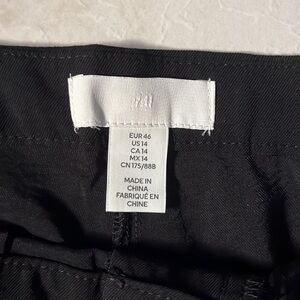 H&M
EUR 46
US 14
CA 14
MX 14
CN 175/88B
MADE IN
CHINA
FABRIQUÉ EN
CHINE